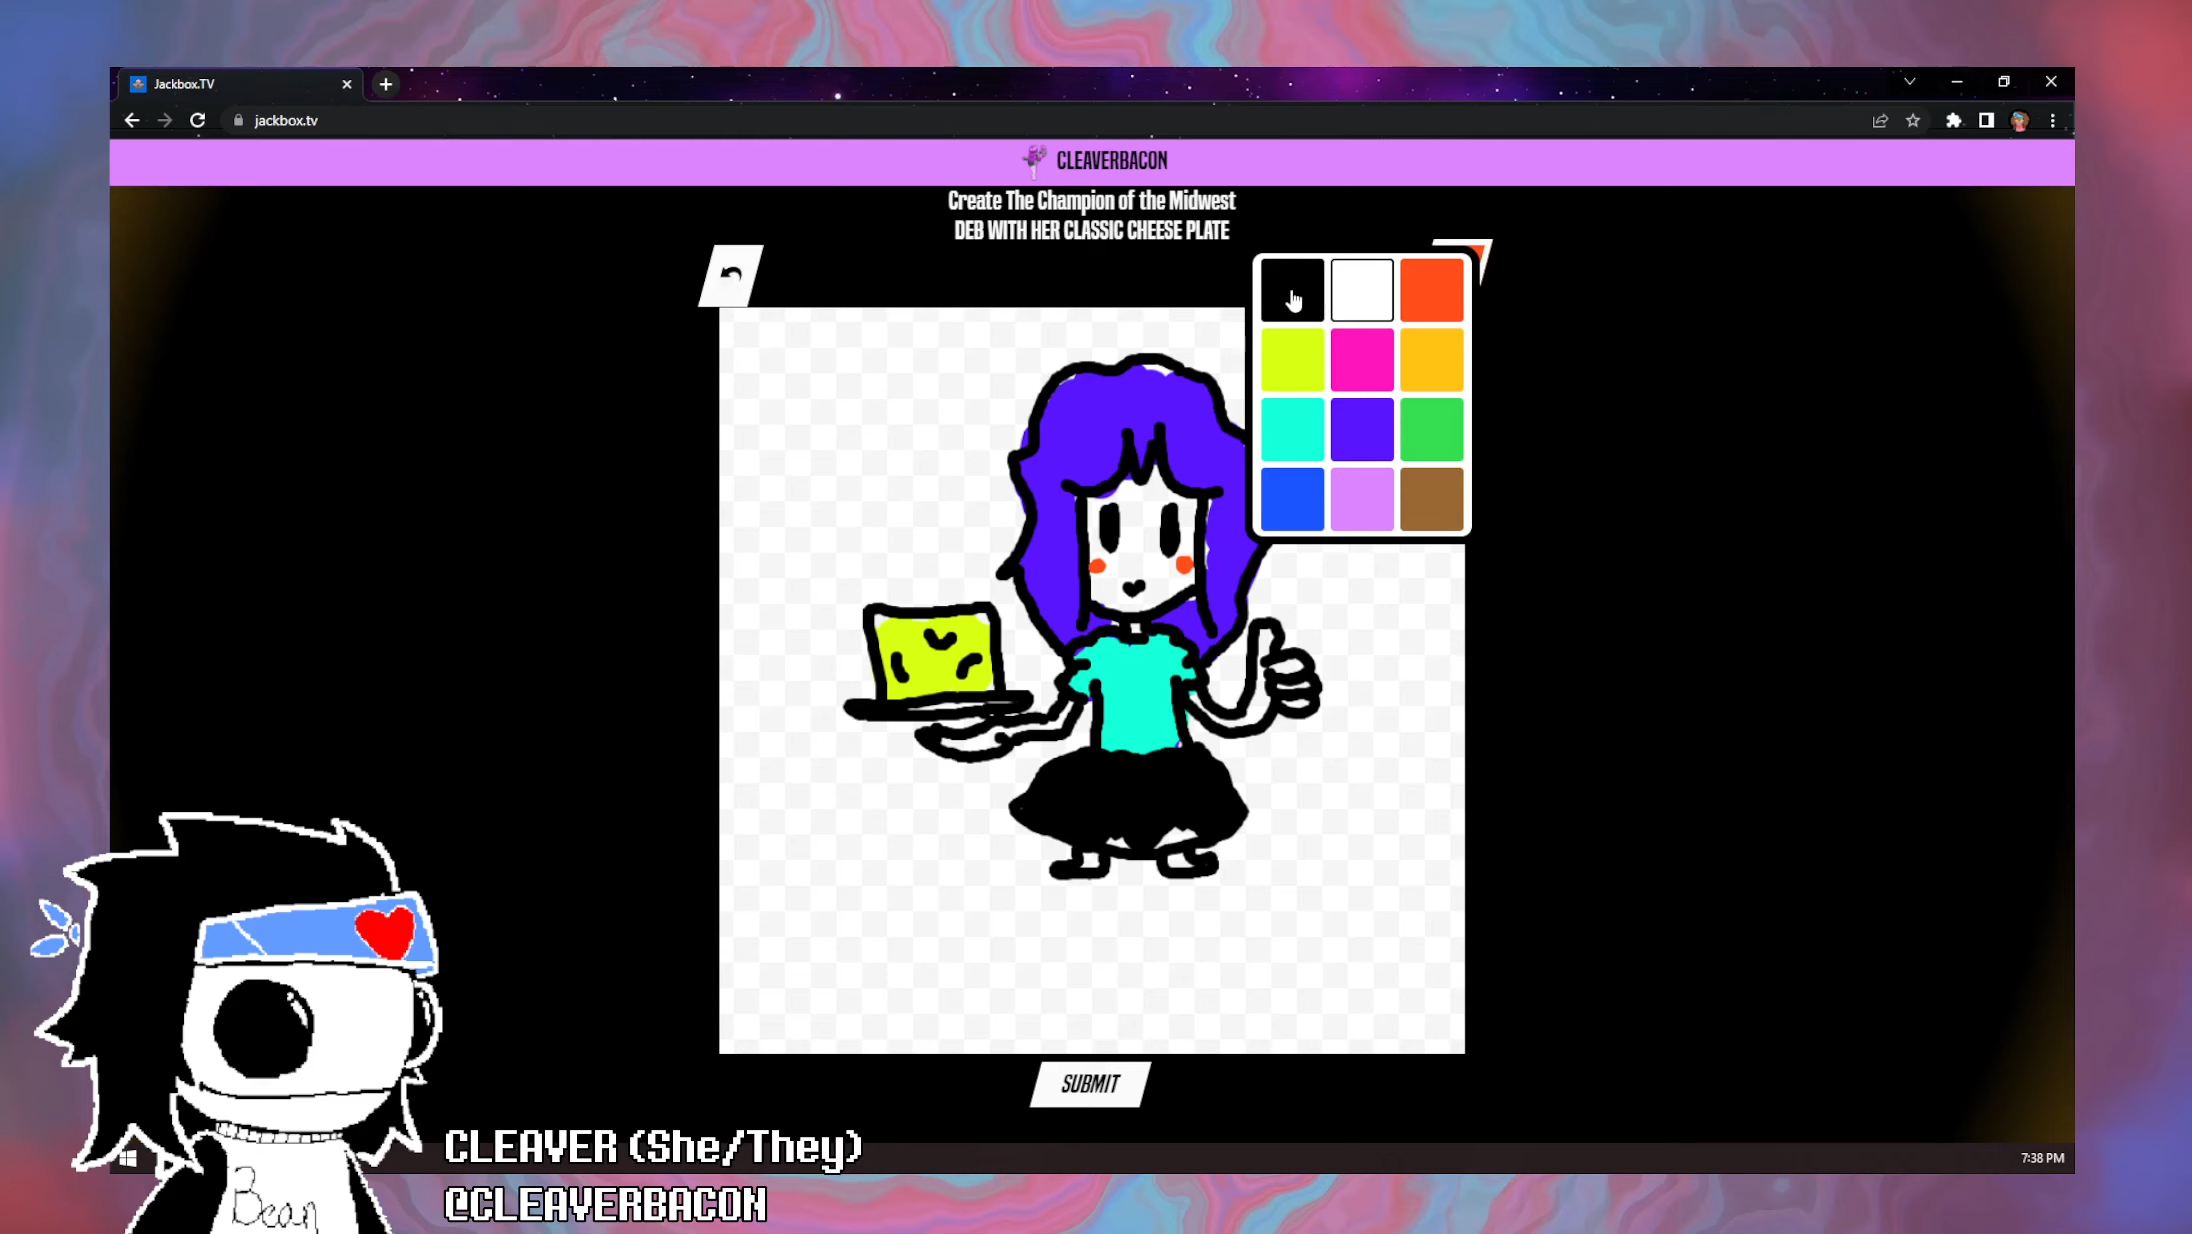 Jackbox.TV
jackbox.tv
CLEAVERBACON
Create The Champion of the Midwest
DEB WITH HER CLASSIC CHEESE PLATE
SUBMIT
CLEAVER (She/They)
@CLEAVERBACON
Bean
7:38 PM